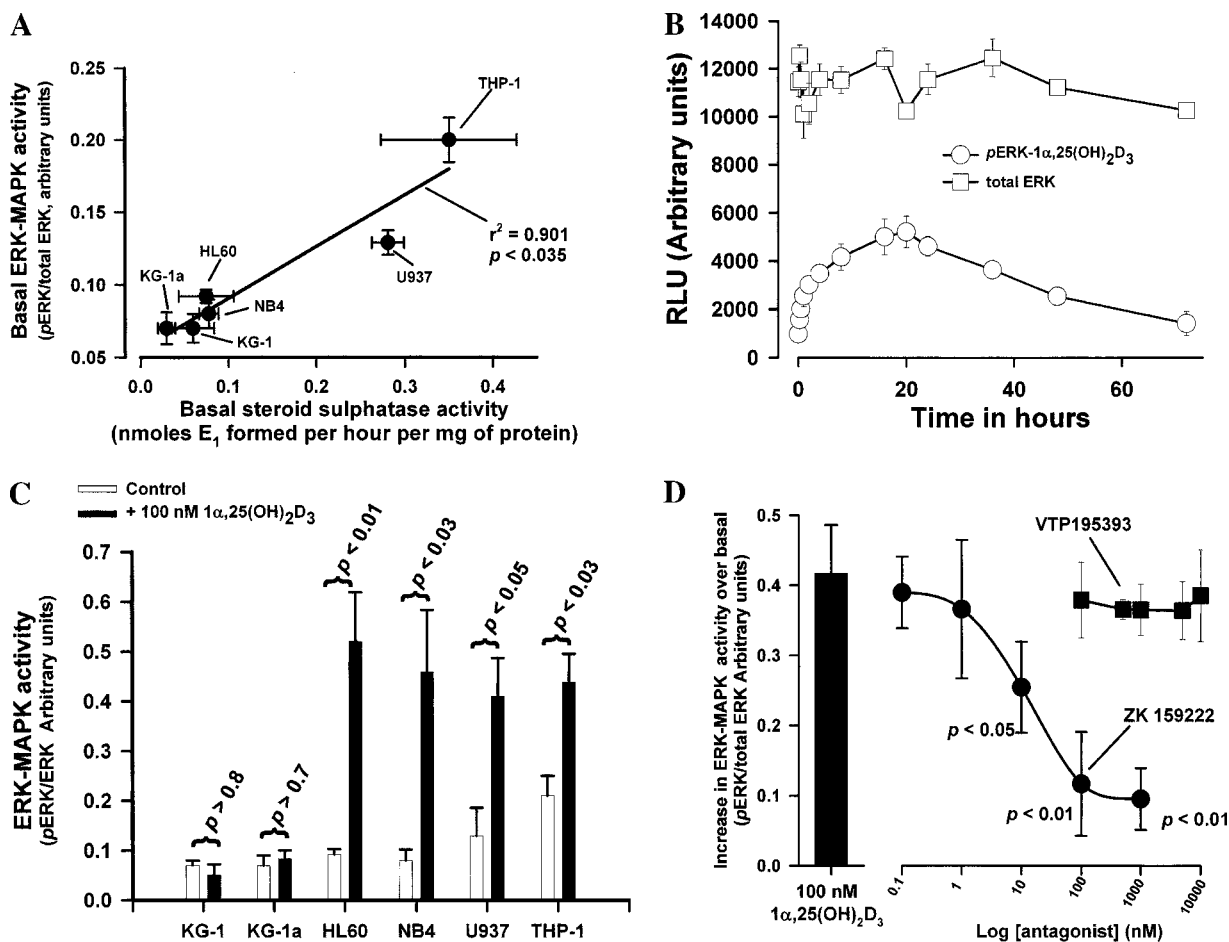 A
Basal ERK-MAPK activity
(pERK/total ERK, arbitrary units)
0.25
0.20
0.15
0.10
0.05
THP-1
HL60
KG-1a
NB4
KG-1
U937
r² = 0.901
p < 0.035
0.0
0.1
0.2
0.3
0.4
Basal steroid sulphatase activity
(nmoles E₁ formed per hour per mg of protein)
B
RLU (Arbitrary units)
14000
12000
10000
8000
6000
4000
2000
0
pERK-1α,25(OH)₂D₃
total ERK
0
20
40
60
Time in hours
C
Control
+ 100 nM 1α,25(OH)₂D₃
ERK-MAPK activity
(pERK/ERK Arbitrary units)
0.7
0.6
0.5
0.4
0.3
0.2
0.1
0.0
p > 0.8
p > 0.7
p < 0.01
p < 0.03
p < 0.05
p < 0.03
KG-1
KG-1a
HL60
NB4
U937
THP-1
D
Increase in ERK-MAPK activity over basal
(pERK/total ERK Arbitrary units)
0.5
0.4
0.3
0.2
0.1
0.0
100 nM
1α,25(OH)₂D₃
VTP195393
ZK 159222
p < 0.05
p < 0.01
p < 0.01
0.1
1
10
100
1000
10000
Log [antagonist] (nM)